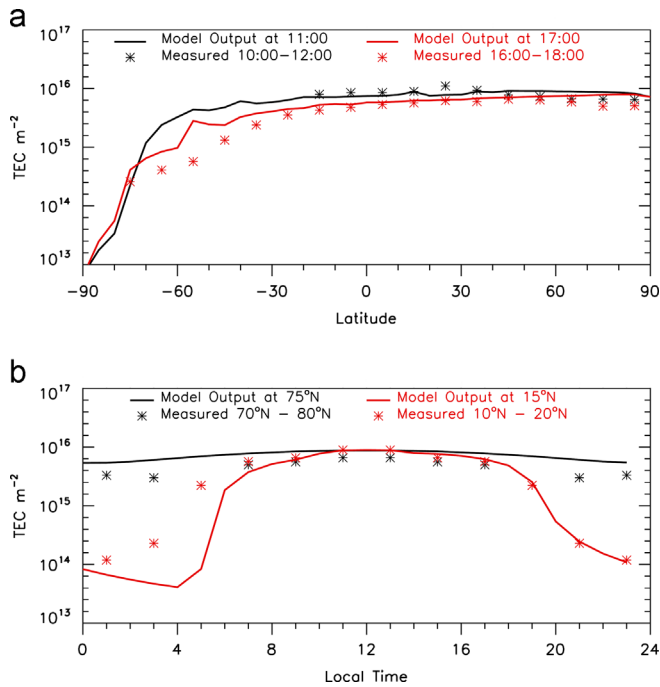 a
Model Output at 11:00 Model Output at 17:00
Measured 10:00−12:00 Measured 16:00−18:00
10^17
10^16
10^15
10^14
10^13
TEC m^−2
−90 −60 −30 0 30 60 90
Latitude
b
Model Output at 75°N Model Output at 15°N
Measured 70°N − 80°N Measured 10°N − 20°N
10^17
10^16
10^15
10^14
10^13
TEC m^−2
0 4 8 12 16 20 24
Local Time